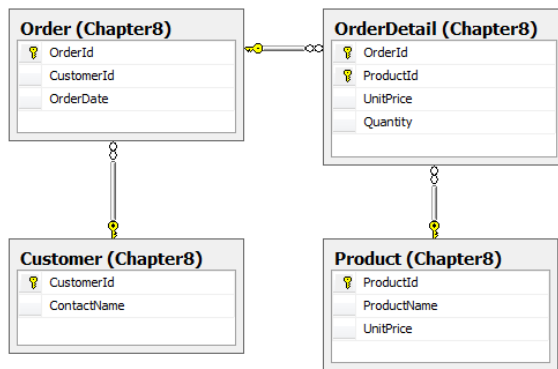 Order (Chapter8)
OrderId
CustomerId
OrderDate
OrderDetail (Chapter8)
OrderId
ProductId
UnitPrice
Quantity
Customer (Chapter8)
CustomerId
ContactName
Product (Chapter8)
ProductId
ProductName
UnitPrice